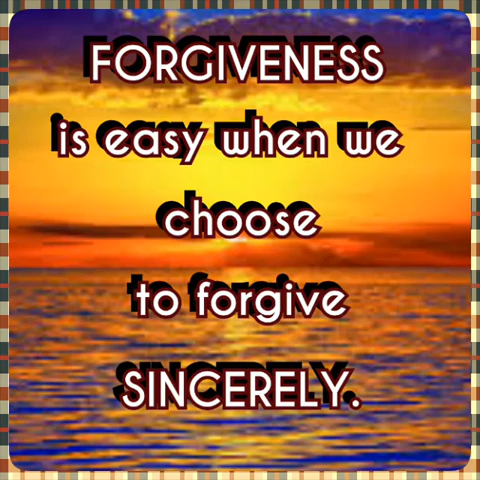 FORGIVENESS
is easy when we
choose
to forgive
SINCERELY.